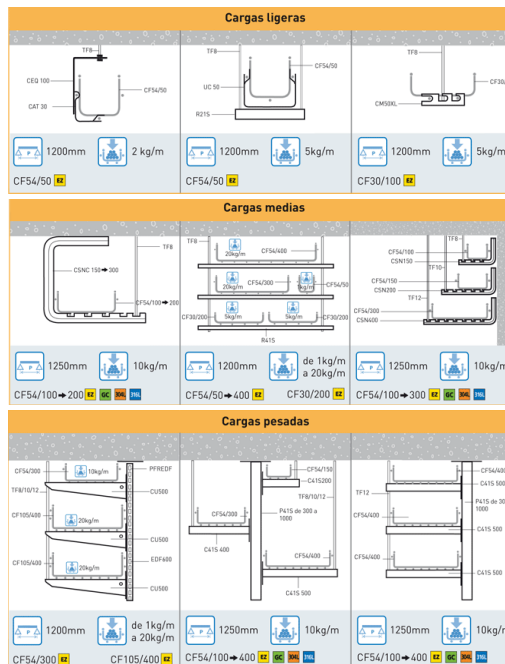 Cargas ligeras
TF8
CEQ 100
CF54/50
CAT 30
1200mm
2 kg/m
CF54/50 EZ
TF8
CF54/50
UC 50
R21S
1200mm
5kg/m
CF54/50 EZ
TF8
CF30/
CM50XL
1200mm
5kg/m
CF30/100 EZ
Cargas medias
TF8
CSNC 150➔300
CF54/100➔200
1250mm
10kg/m
CF54/100➔200 EZ GC 304L 316L
TF8
20kg/m
CF54/400
20kg/m
CF54/300
CF54/50
CF30/200
5kg/m
5kg/m
CF30/200
R41S
1200mm
de 1kg/m
a 20kg/m
CF54/50➔400 EZ
CF30/200 EZ
TF8
CF54/100
CSN150
TF10
CF54/150
CSN200
TF12
CF54/300
CSN400
1250mm
10kg/m
CF54/100➔300 EZ GC 304L 316L
Cargas pesadas
CF54/300
10kg/m
PFREDF
TF8/10/12
CU500
CF105/400
20kg/m
CU500
EDF600
CF105/400
20kg/m
CU500
1200mm
de 1kg/m
a 20kg/m
CF54/300 EZ
CF105/400 EZ
CF54/150
C41S200
TF8/10/12
CF54/300
P41S de 300 a
1000
C41S 400
CF54/400
C41S 500
1250mm
10kg/m
CF54/100➔400 EZ GC 304L 316L
CF54/40
C41S 500
TF12
P41S de 30
1000
CF54/400
C41S 500
CF54/400
C41S 500
1250mm
10kg/
CF54/100➔400 EZ GC 304L 316L